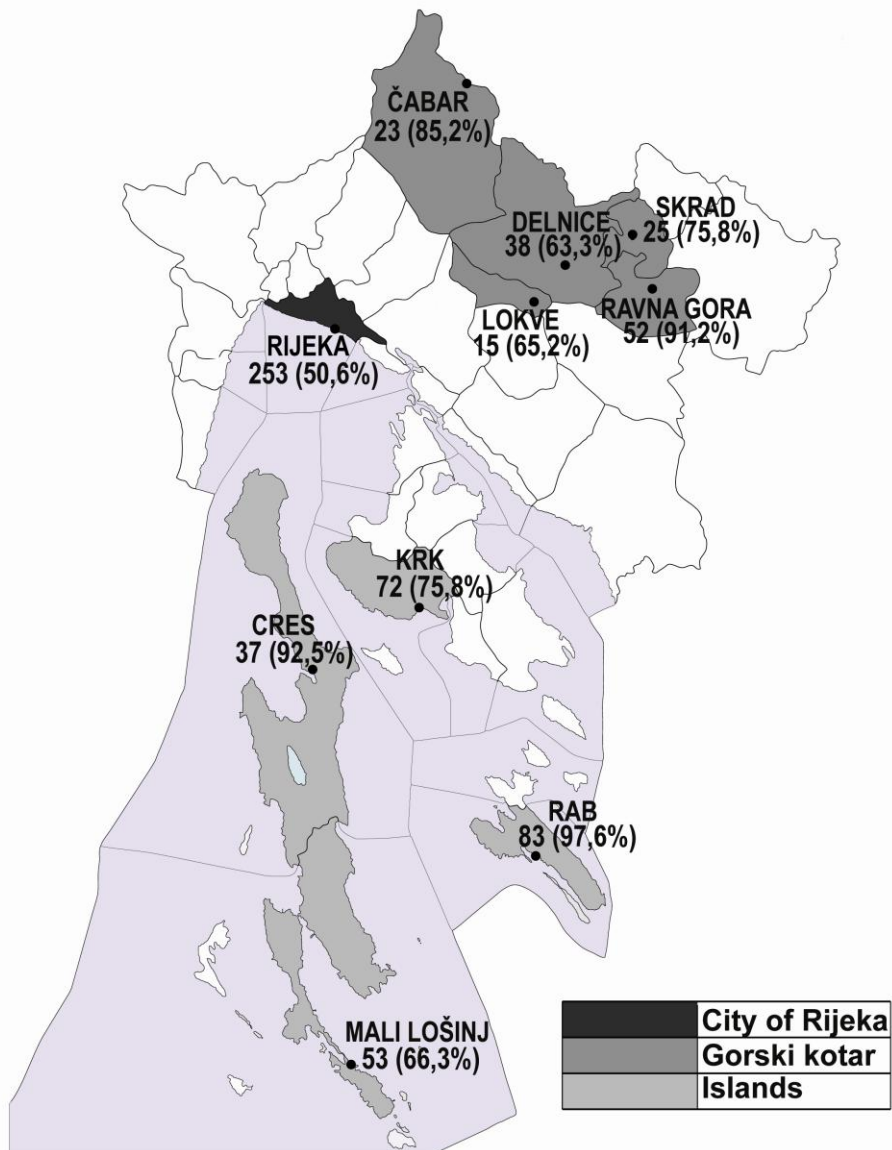 ČABAR
23 (85,2%)
DELNICE
38 (63,3%)
SKRAD
25 (75,8%)
LOKVE
15 (65,2%)
RAVNA GORA
52 (91,2%)
RIJEKA
253 (50,6%)
KRK
72 (75,8%)
CRES
37 (92,5%)
RAB
83 (97,6%)
MALI LOŠINJ
53 (66,3%)
City of Rijeka
Gorski kotar
Islands